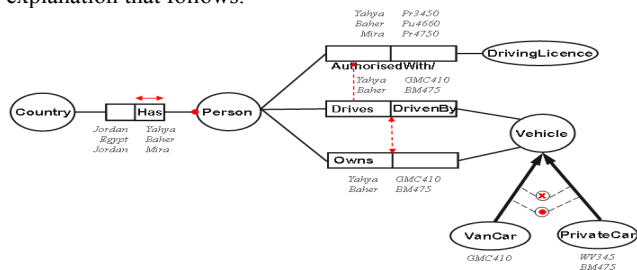 explanation that follows.
Yahya Pr3450
Baher Pu4660
Mira Pr4750
DrivingLicence
AuthorisedWith/
Yahya GMC410
Baher BM475
Country
Has
Person
Drives
DrivenBy
Vehicle
Jordan Yahya
Egypt Baher
Jordan Mira
Owns
Yahya GMC410
Baher BM475
VanCar
PrivateCar
GMC410
WV345
BM475